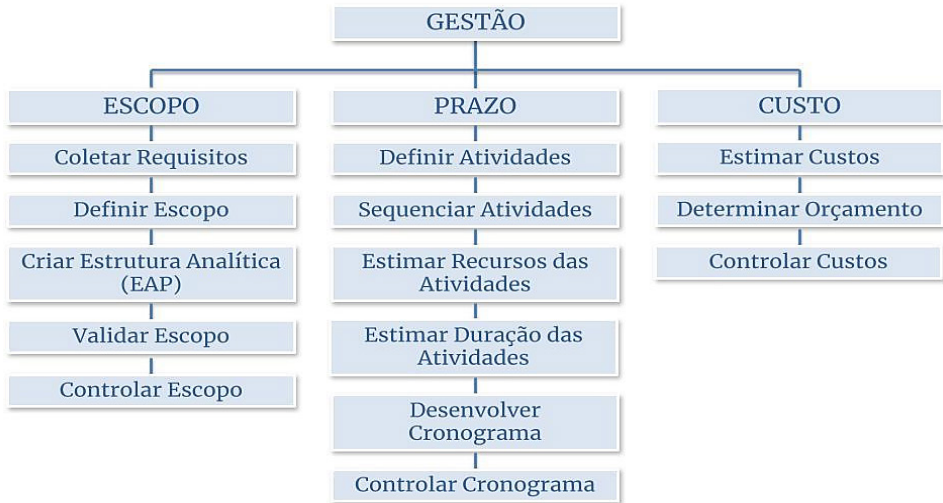 GESTÃO
ESCOPO
Coletar Requisitos
Definir Escopo
Criar Estrutura Analítica
(EAP)
Validar Escopo
Controlar Escopo
PRAZO
Definir Atividades
Sequenciar Atividades
Estimar Recursos das
Atividades
Estimar Duração das
Atividades
Desenvolver
Cronograma
Controlar Cronograma
CUSTO
Estimar Custos
Determinar Orçamento
Controlar Custos